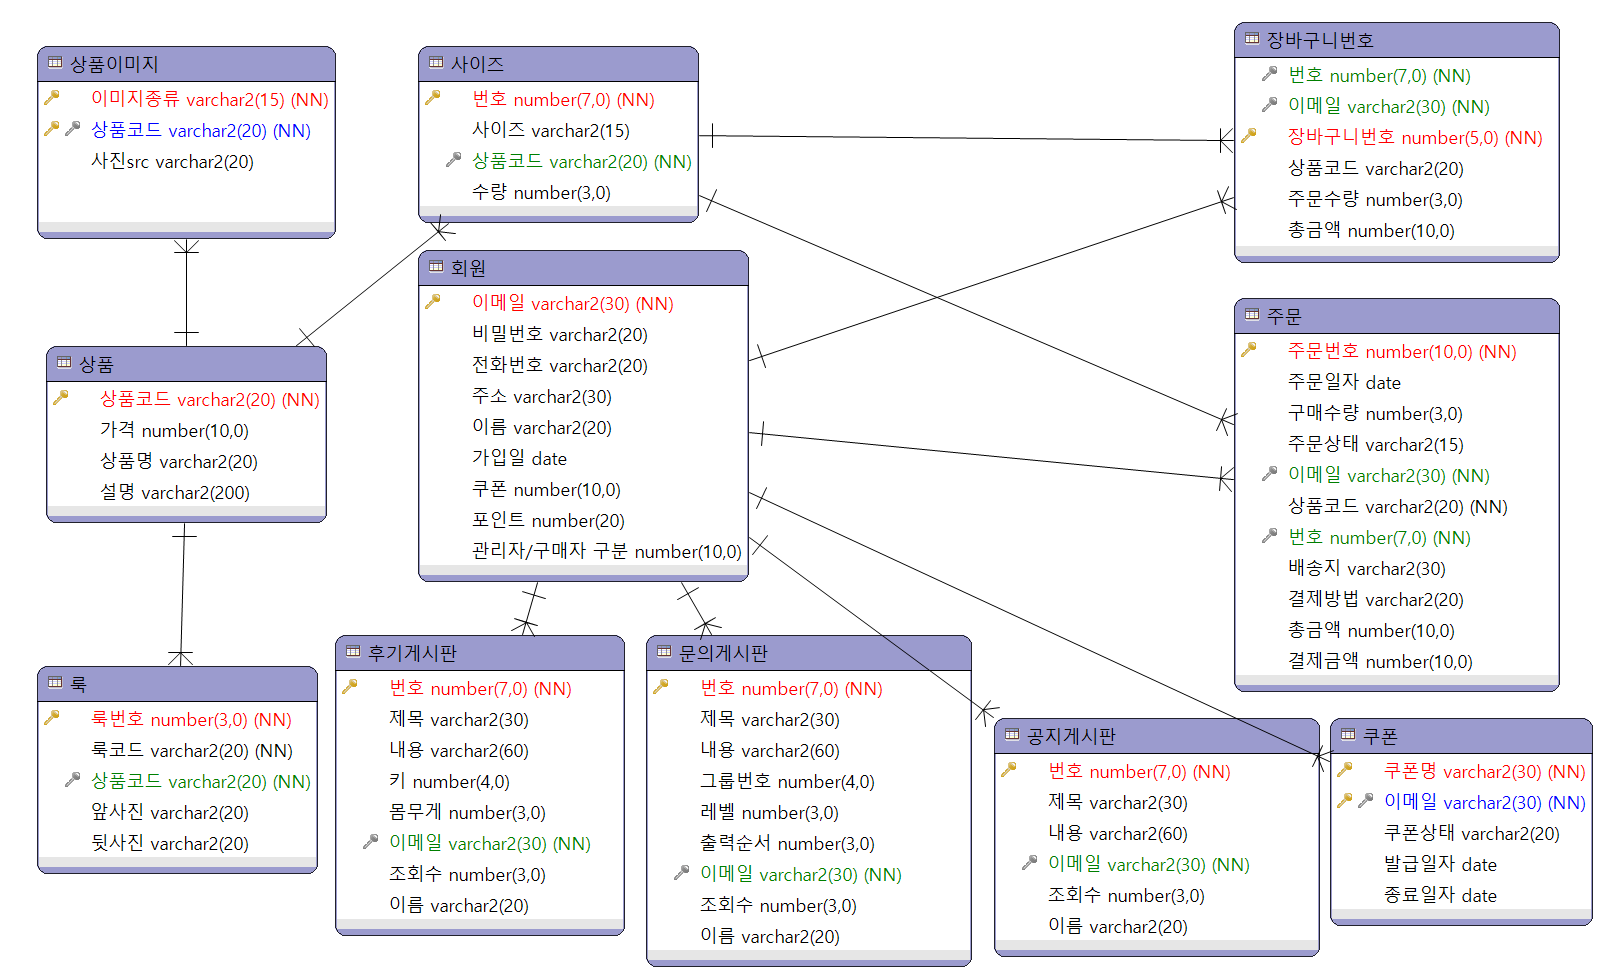 상품이미지
이미지종류 varchar2(15) (NN)
상품코드 varchar2(20) (NN)
사진src varchar2(20)
사이즈
번호 number(7,0) (NN)
사이즈 varchar2(15)
상품코드 varchar2(20) (NN)
수량 number(3,0)
장바구니번호
번호 number(7,0) (NN)
이메일 varchar2(30) (NN)
장바구니번호 number(5,0) (NN)
상품코드 varchar2(20)
주문수량 number(3,0)
총금액 number(10,0)
회원
이메일 varchar2(30) (NN)
비밀번호 varchar2(20)
전화번호 varchar2(20)
주소 varchar2(30)
이름 varchar2(20)
가입일 date
쿠폰 number(10,0)
포인트 number(20)
관리자/구매자 구분 number(10,0)
주문
주문번호 number(10,0) (NN)
주문일자 date
구매수량 number(3,0)
주문상태 varchar2(15)
이메일 varchar2(30) (NN)
상품코드 varchar2(20) (NN)
번호 number(7,0) (NN)
배송지 varchar2(30)
결제방법 varchar2(20)
총금액 number(10,0)
결제금액 number(10,0)
상품
상품코드 varchar2(20) (NN)
가격 number(10,0)
상품명 varchar2(20)
설명 varchar2(200)
룩
룩번호 number(3,0) (NN)
룩코드 varchar2(20) (NN)
상품코드 varchar2(20) (NN)
앞사진 varchar2(20)
뒷사진 varchar2(20)
후기게시판
번호 number(7,0) (NN)
제목 varchar2(30)
내용 varchar2(60)
키 number(4,0)
몸무게 number(3,0)
이메일 varchar2(30) (NN)
조회수 number(3,0)
이름 varchar2(20)
문의게시판
번호 number(7,0) (NN)
제목 varchar2(30)
내용 varchar2(60)
그룹번호 number(4,0)
레벨 number(3,0)
출력순서 number(3,0)
이메일 varchar2(30) (NN)
조회수 number(3,0)
이름 varchar2(20)
공지게시판
번호 number(7,0) (NN)
제목 varchar2(30)
내용 varchar2(60)
이메일 varchar2(30) (NN)
조회수 number(3,0)
이름 varchar2(20)
쿠폰
쿠폰명 varchar2(30) (NN)
이메일 varchar2(30) (NN)
쿠폰상태 varchar2(20)
발급일자 date
종료일자 date